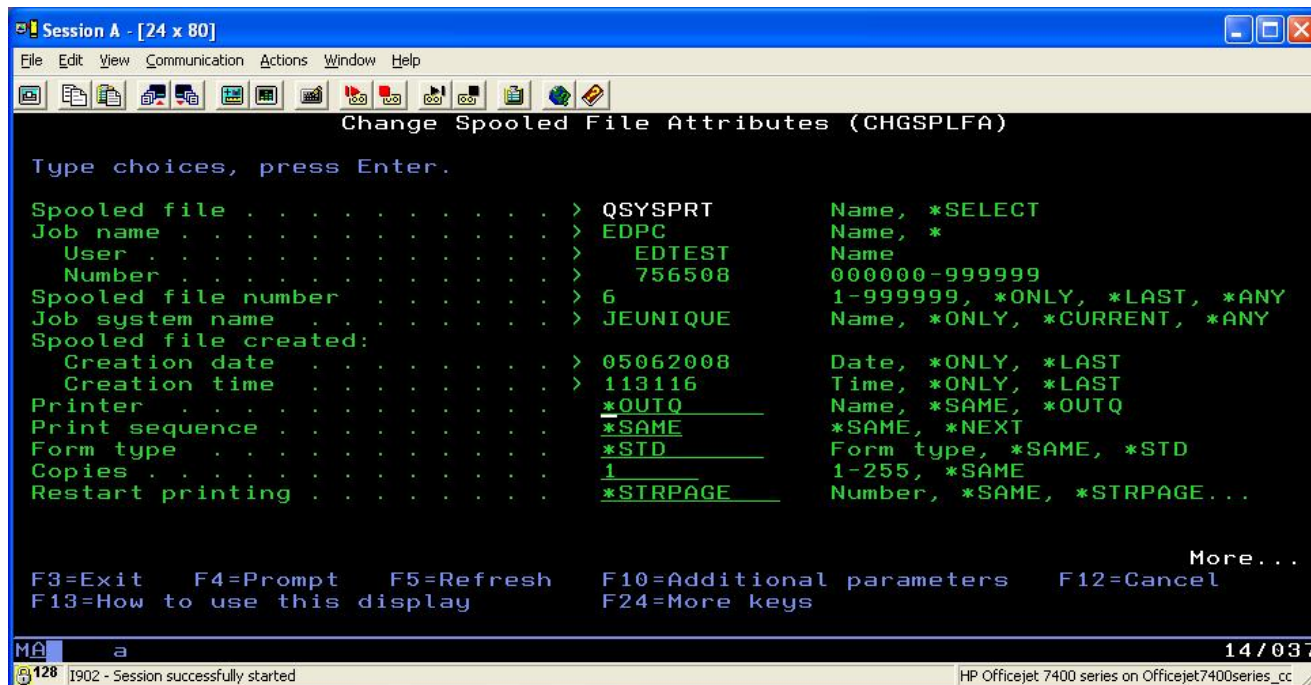 Session A - [24 x 80]
File Edit View Communication Actions Window Help
Change Spooled File Attributes (CHGSPLFA)
Type choices, press Enter.
Spooled file . . . . . . . . . . . > QSYSPRT Name, *SELECT
Job name . . . . . . . . . . . . . > EDPC Name, *
User . . . . . . . . . . . . . . > EDTEST Name
Number . . . . . . . . . . . . . > 756508 000000-999999
Spooled file number . . . . . . > 6 1-999999, *ONLY, *LAST, *ANY
Job system name . . . . . . . . > JEUNIQUE Name, *ONLY, *CURRENT, *ANY
Spooled file created:
Creation date . . . . . . . . > 05062008 Date, *ONLY, *LAST
Creation time . . . . . . . . > 113116 Time, *ONLY, *LAST
Printer . . . . . . . . . . . . *OUTQ Name, *SAME, *OUTQ
Print sequence . . . . . . . . . *SAME *SAME, *NEXT
Form type . . . . . . . . . . . *STD Form type, *SAME, *STD
Copies . . . . . . . . . . . . . 1 1-255, *SAME
Restart printing . . . . . . . . *STRPAGE Number, *SAME, *STRPAGE...
More...
F3=Exit F4=Prompt F5=Refresh F10=Additional parameters F12=Cancel
F13=How to use this display F24=More keys
MA a 14/037
128 I902 - Session successfully started HP Officejet 7400 series on Officejet7400series_cc